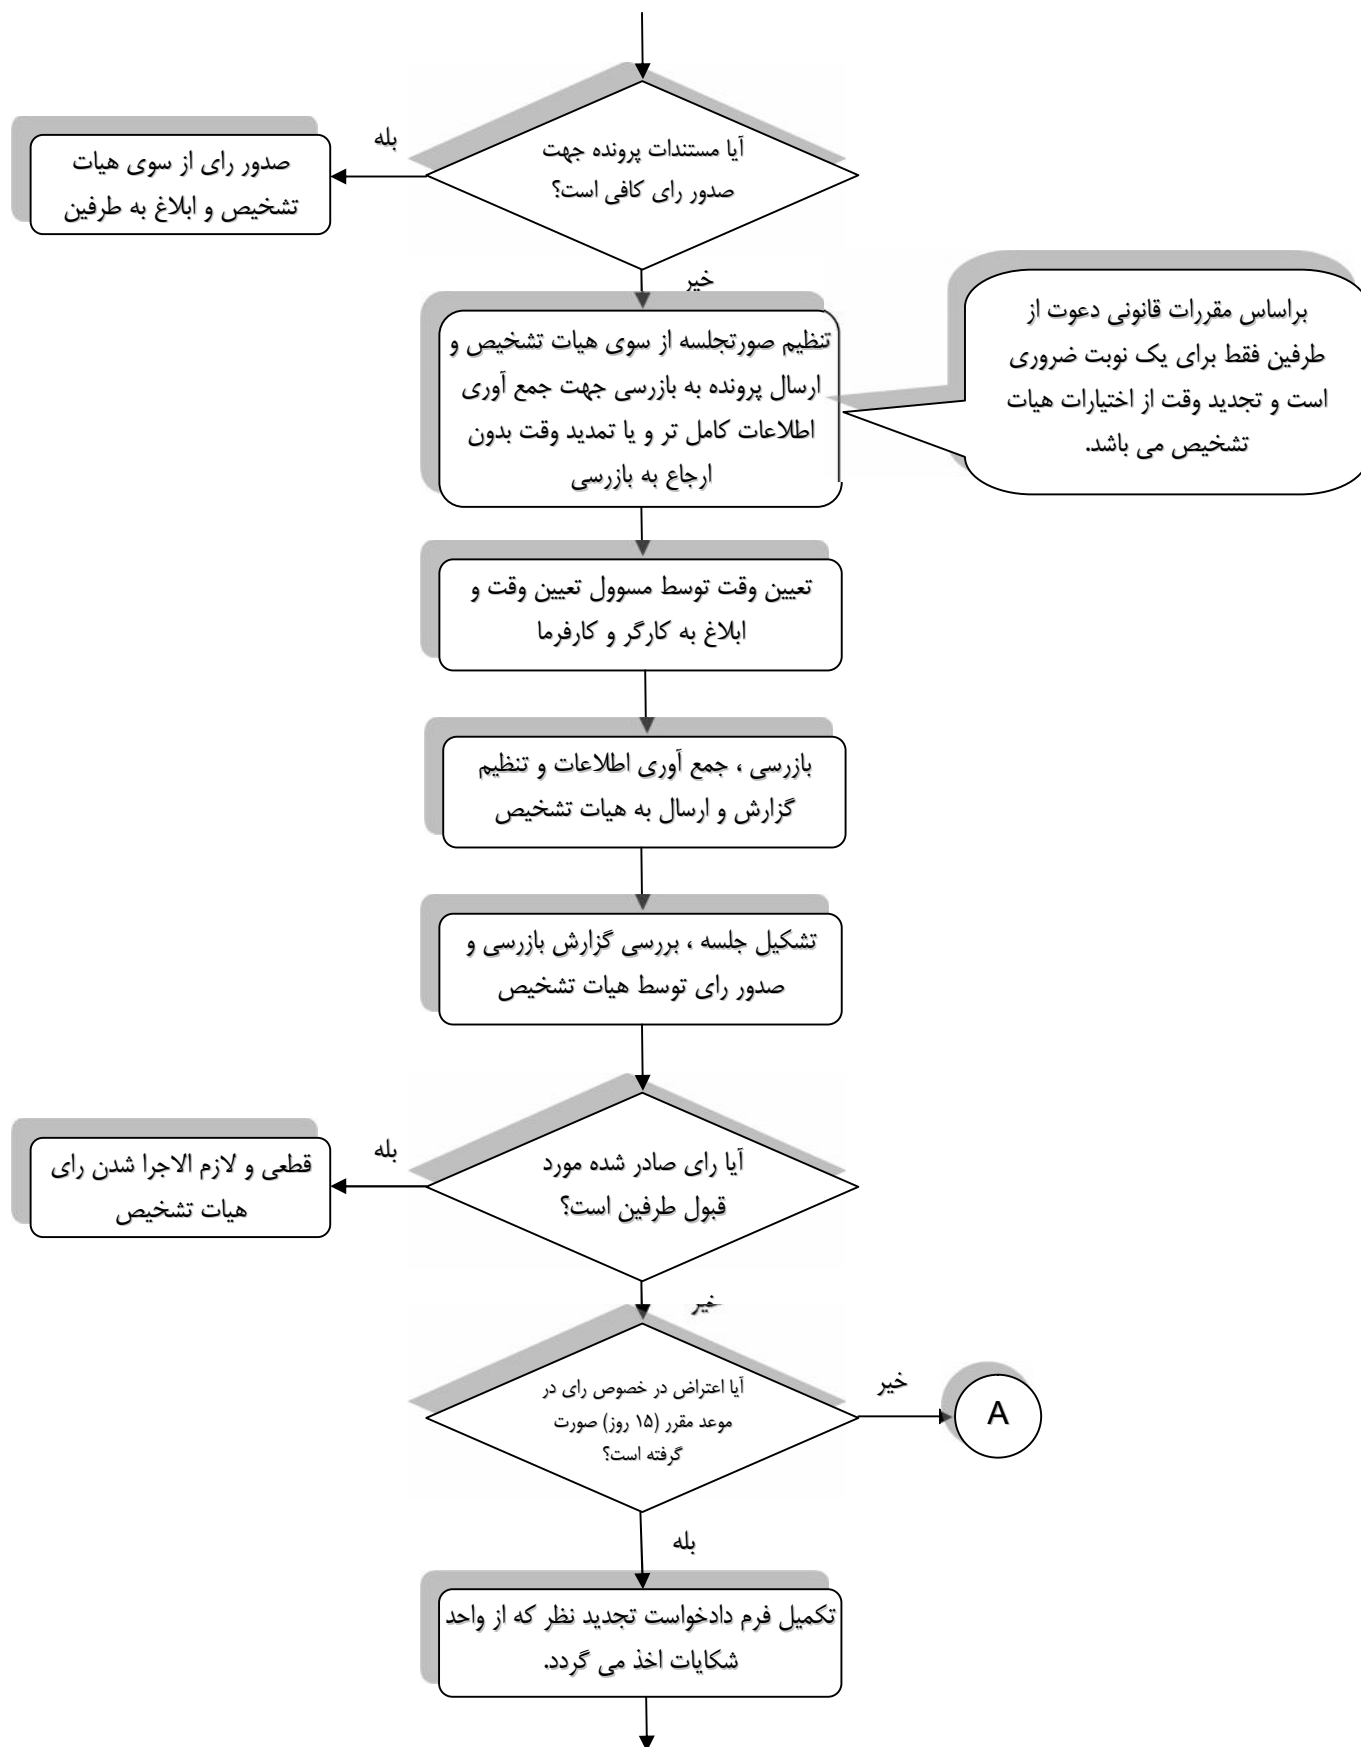 آیا مستندات پرونده جهت
صدور رای کافی است؟
بله
صدور رای از سوی هیات
تشخیص و ابلاغ به طرفین
خیر
تنظیم صورتجلسه از سوی هیات تشخیص و
ارسال پرونده به بازرسی جهت جمع آوری
اطلاعات کامل تر و یا تمدید وقت بدون
ارجاع به بازرسی
براساس مقررات قانونی دعوت از
طرفین فقط برای یک نوبت ضروری
است و تجدید وقت از اختیارات هیات
تشخیص می باشد.
تعیین وقت توسط مسوول تعیین وقت و
ابلاغ به کارگر و کارفرما
بازرسی ، جمع آوری اطلاعات و تنظیم
گزارش و ارسال به هیات تشخیص
تشکیل جلسه ، بررسی گزارش بازرسی و
صدور رای توسط هیات تشخیص
آیا رای صادر شده مورد
قبول طرفین است؟
بله
قطعی و لازم الاجرا شدن رای
هیات تشخیص
خیر
آیا اعتراض در خصوص رای در
موعد مقرر (۱۵ روز) صورت
گرفته است؟
خیر
A
بله
تکمیل فرم دادخواست تجدید نظر که از واحد
شکایات اخذ می گردد.